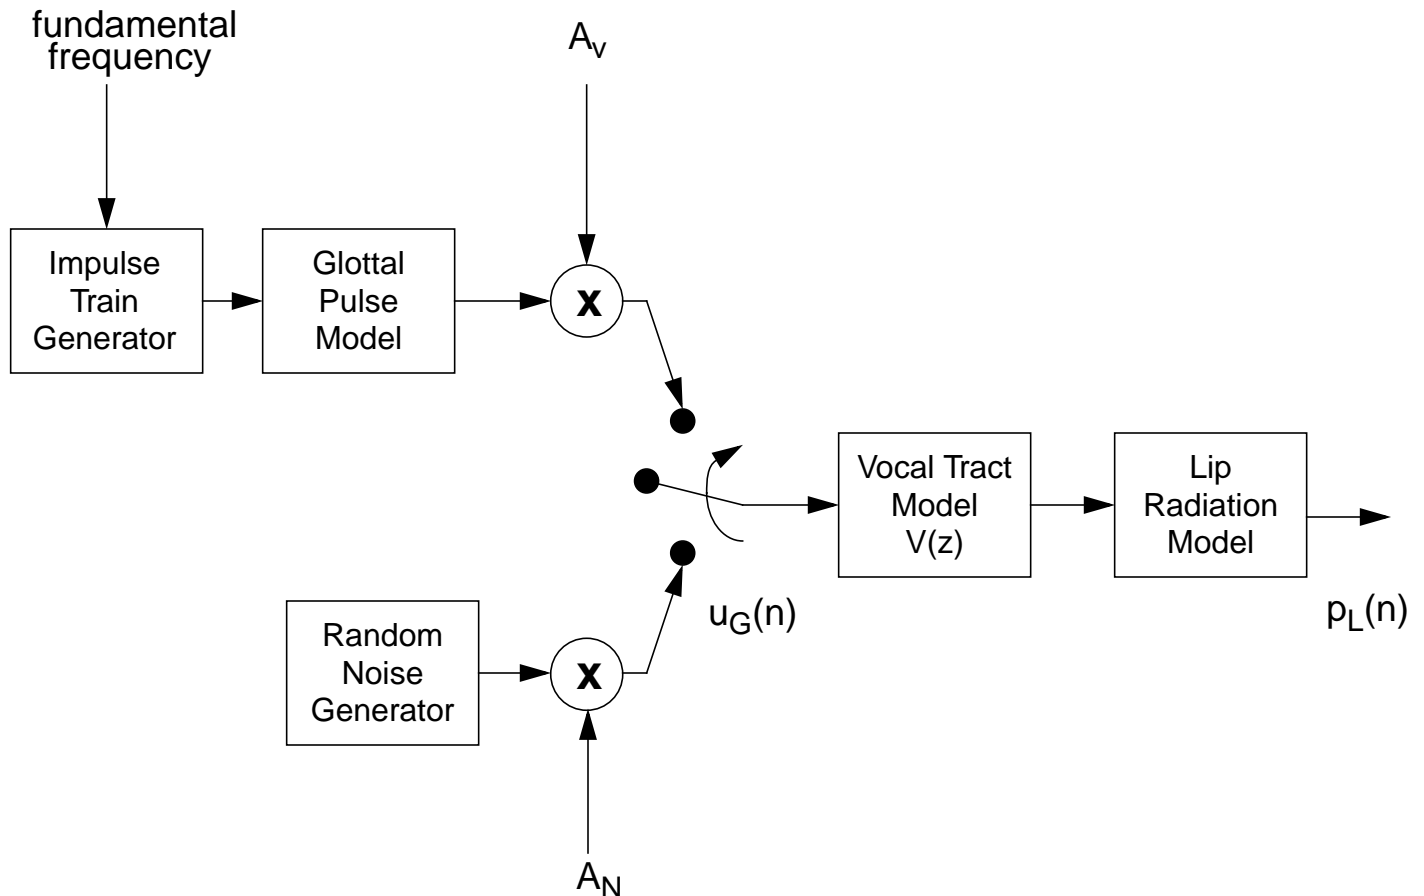 fundamental
frequency
A_v
Impulse
Train
Generator
Glottal
Pulse
Model
x
Vocal Tract
Model
V(z)
Lip
Radiation
Model
Random
Noise
Generator
x
u_G(n)
p_L(n)
A_N